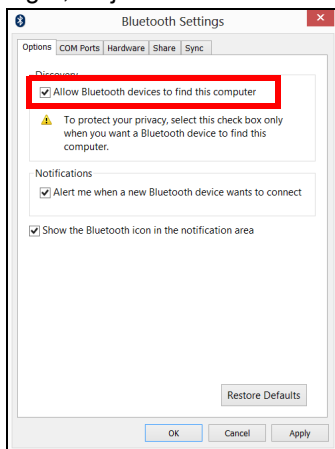 Bluetooth Settings
Options COM Ports Hardware Share Sync
Discovery
Allow Bluetooth devices to find this computer
To protect your privacy, select this check box only
when you want a Bluetooth device to find this
computer.
Notifications
Alert me when a new Bluetooth device wants to connect
Show the Bluetooth icon in the notification area
Restore Defaults
OK Cancel Apply